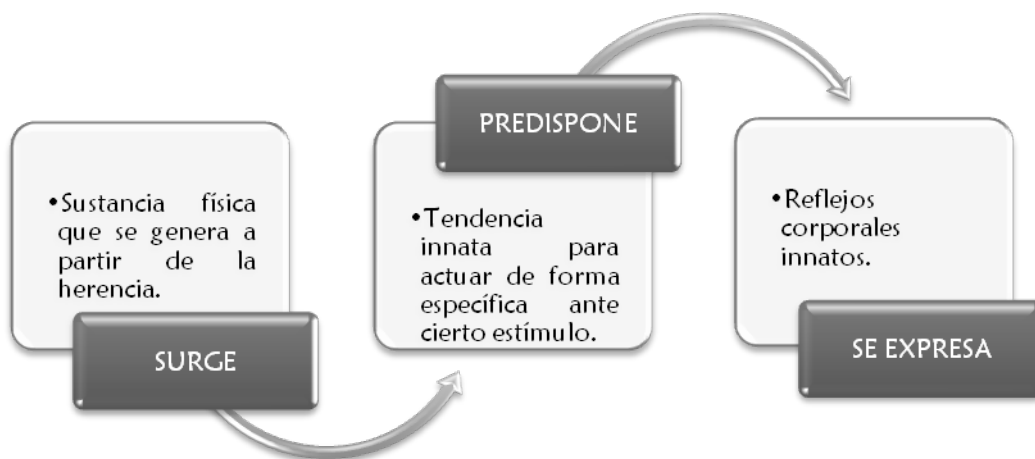 •Sustancia física
que se genera a
partir de la
herencia.
SURGE
PREDISPONE
•Tendencia
innata para
actuar de forma
específica ante
cierto estímulo.
•Reflejos
corporales
innatos.
SE EXPRESA